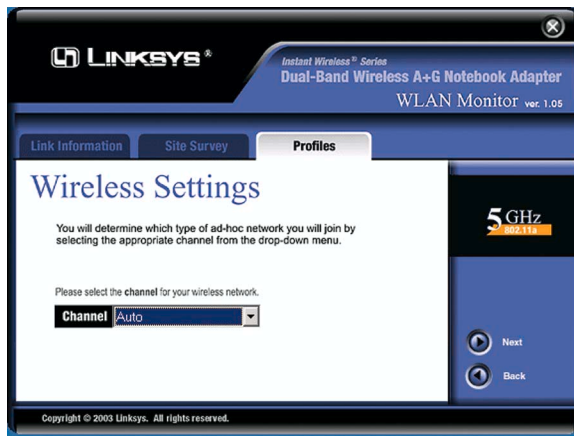 LINKSYS®
Instant Wireless® Series
Dual-Band Wireless A+G Notebook Adapter
WLAN Monitor ver. 1.05
Link Information
Site Survey
Profiles
Wireless Settings
You will determine which type of ad-hoc network you will join by
selecting the appropriate channel from the drop-down menu.
Please select the channel for your wireless network.
Channel Auto
5 GHz
802.11a
Next
Back
Copyright © 2003 Linksys. All rights reserved.